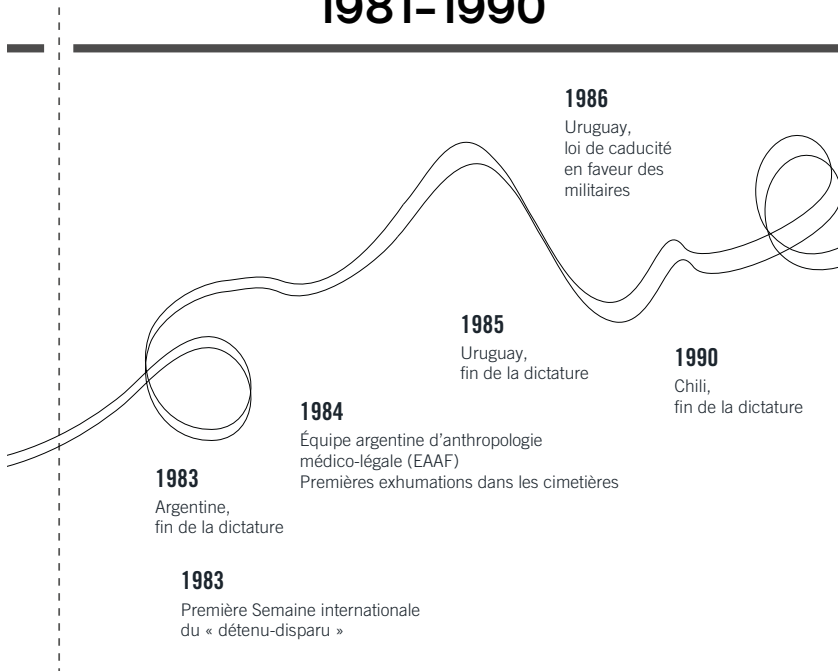 1981–1990
1986
Uruguay,
loi de caducité
en faveur des
militaires
1985
Uruguay,
fin de la dictature
1990
Chili,
fin de la dictature
1984
Équipe argentine d’anthropologie
médico-légale (EAAF)
Premières exhumations dans les cimetières
1983
Argentine,
fin de la dictature
1983
Première Semaine internationale
du « détenu-disparu »